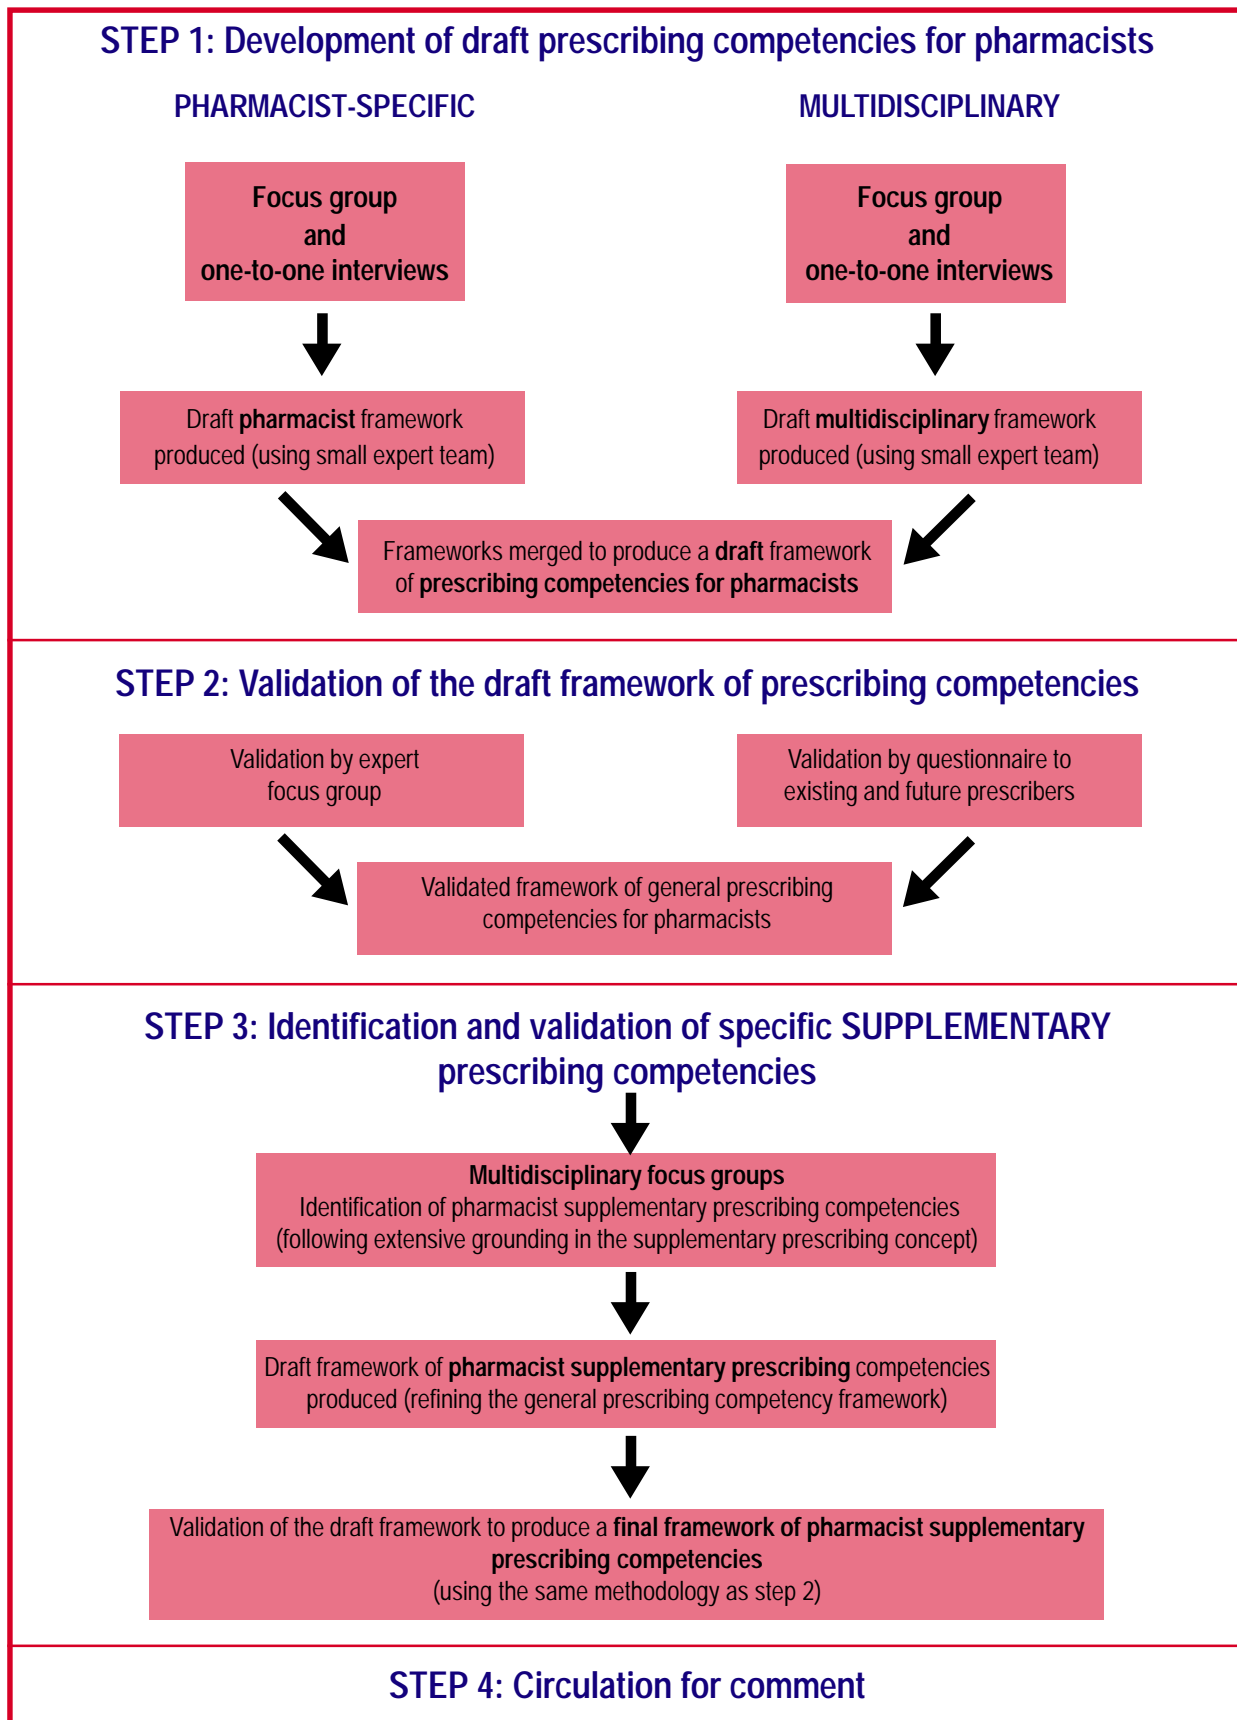 STEP 1: Development of draft prescribing competencies for pharmacists
PHARMACIST-SPECIFIC
Focus group
and
one-to-one interviews
Draft pharmacist framework
produced (using small expert team)
MULTIDISCIPLINARY
Focus group
and
one-to-one interviews
Draft multidisciplinary framework
produced (using small expert team)
Frameworks merged to produce a draft framework
of prescribing competencies for pharmacists
STEP 2: Validation of the draft framework of prescribing competencies
Validation by expert
focus group
Validation by questionnaire to
existing and future prescribers
Validated framework of general prescribing
competencies for pharmacists
STEP 3: Identification and validation of specific SUPPLEMENTARY
prescribing competencies
Multidisciplinary focus groups
Identification of pharmacist supplementary prescribing competencies
(following extensive grounding in the supplementary prescribing concept)
Draft framework of pharmacist supplementary prescribing competencies
produced (refining the general prescribing competency framework)
Validation of the draft framework to produce a final framework of pharmacist supplementary
prescribing competencies
(using the same methodology as step 2)
STEP 4: Circulation for comment